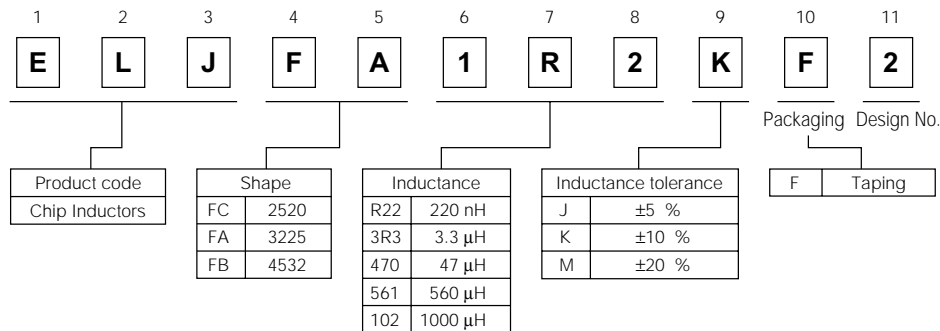 1 2 3 4 5 6 7 8 9 10 11
E L J F A 1 R 2 K F 2
Packaging Design No.
Product code
Chip Inductors
Shape
FC 2520
FA 3225
FB 4532
Inductance
R22 220 nH
3R3 3.3 µH
470 47 µH
561 560 µH
102 1000 µH
Inductance tolerance
J ±5 %
K ±10 %
M ±20 %
F Taping